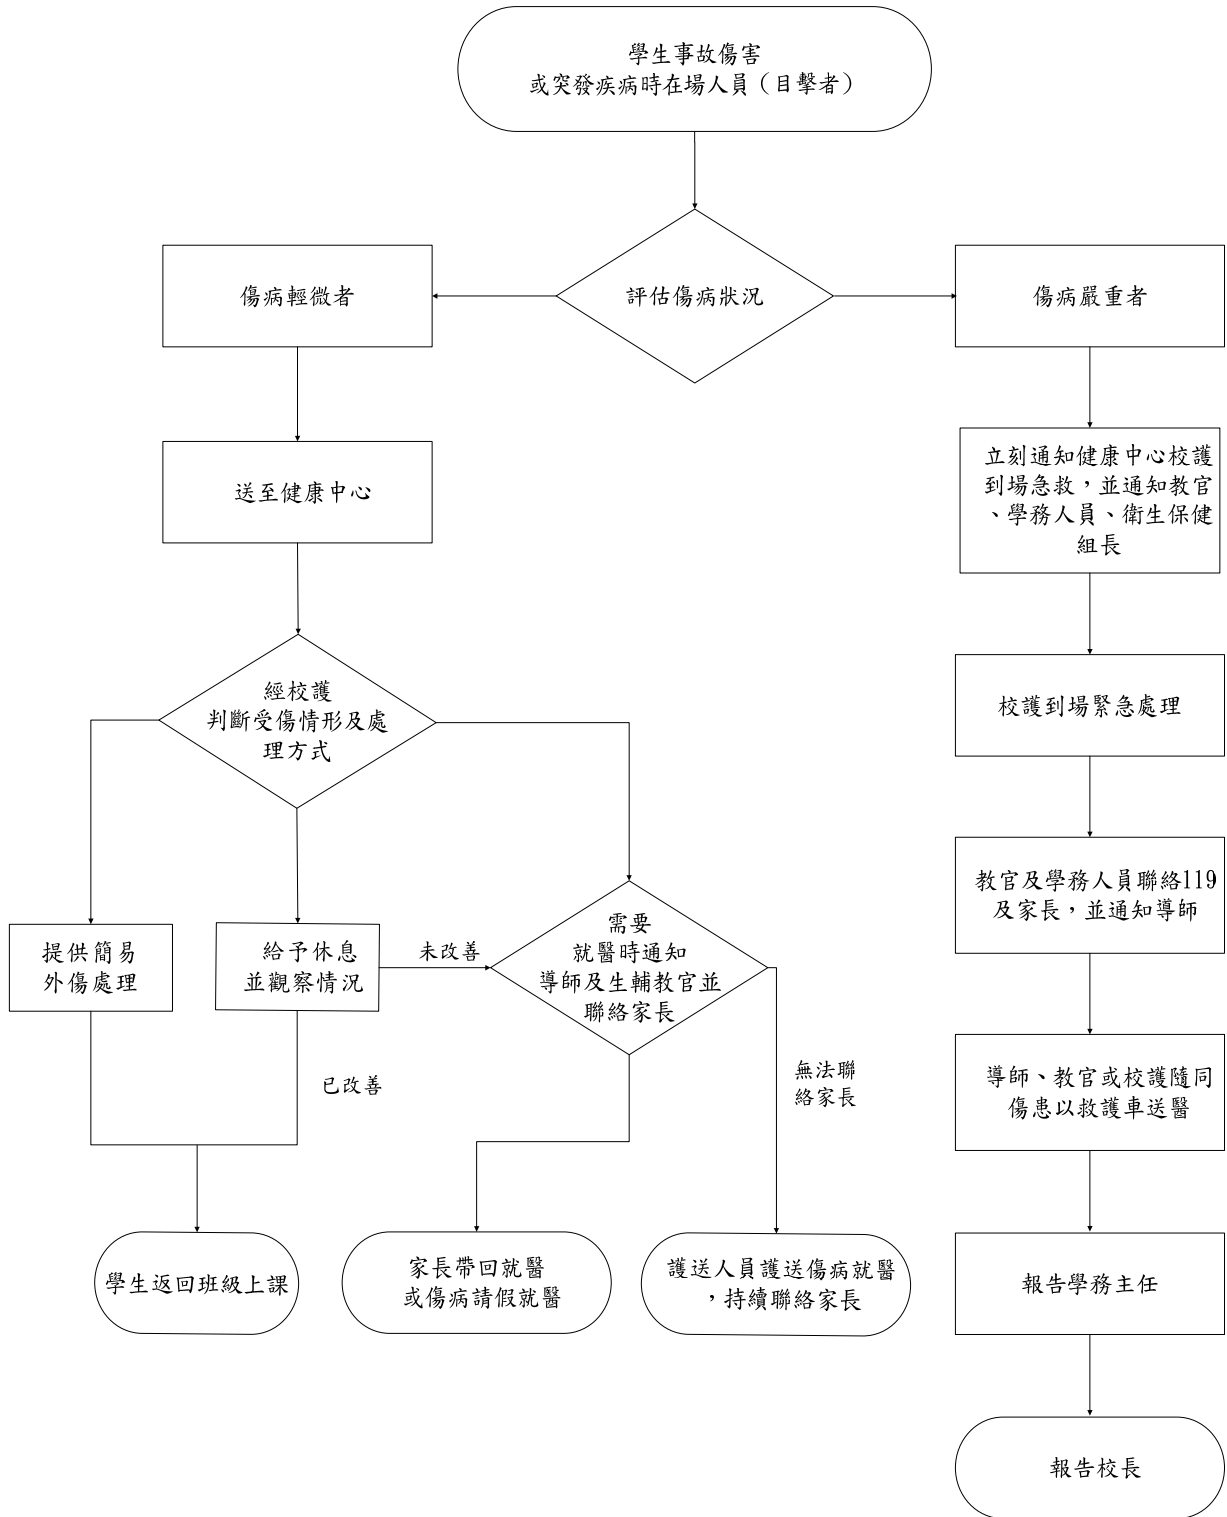 學生事故傷害
或突發疾病時在場人員（目擊者）
傷病輕微者
評估傷病狀況
傷病嚴重者
送至健康中心
立刻通知健康中心校護
到場急救，並通知教官
、學務人員、衛生保健
組長
經校護
判斷受傷情形及處
理方式
校護到場緊急處理
教官及學務人員聯絡119
及家長，並通知導師
提供簡易
外傷處理
給予休息
並觀察情況
未改善
需要
就醫時通知
導師及生輔教官並
聯絡家長
已改善
無法聯
絡家長
導師、教官或校護隨同
傷患以救護車送醫
學生返回班級上課
家長帶回就醫
或傷病請假就醫
護送人員護送傷病就醫
，持續聯絡家長
報告學務主任
報告校長